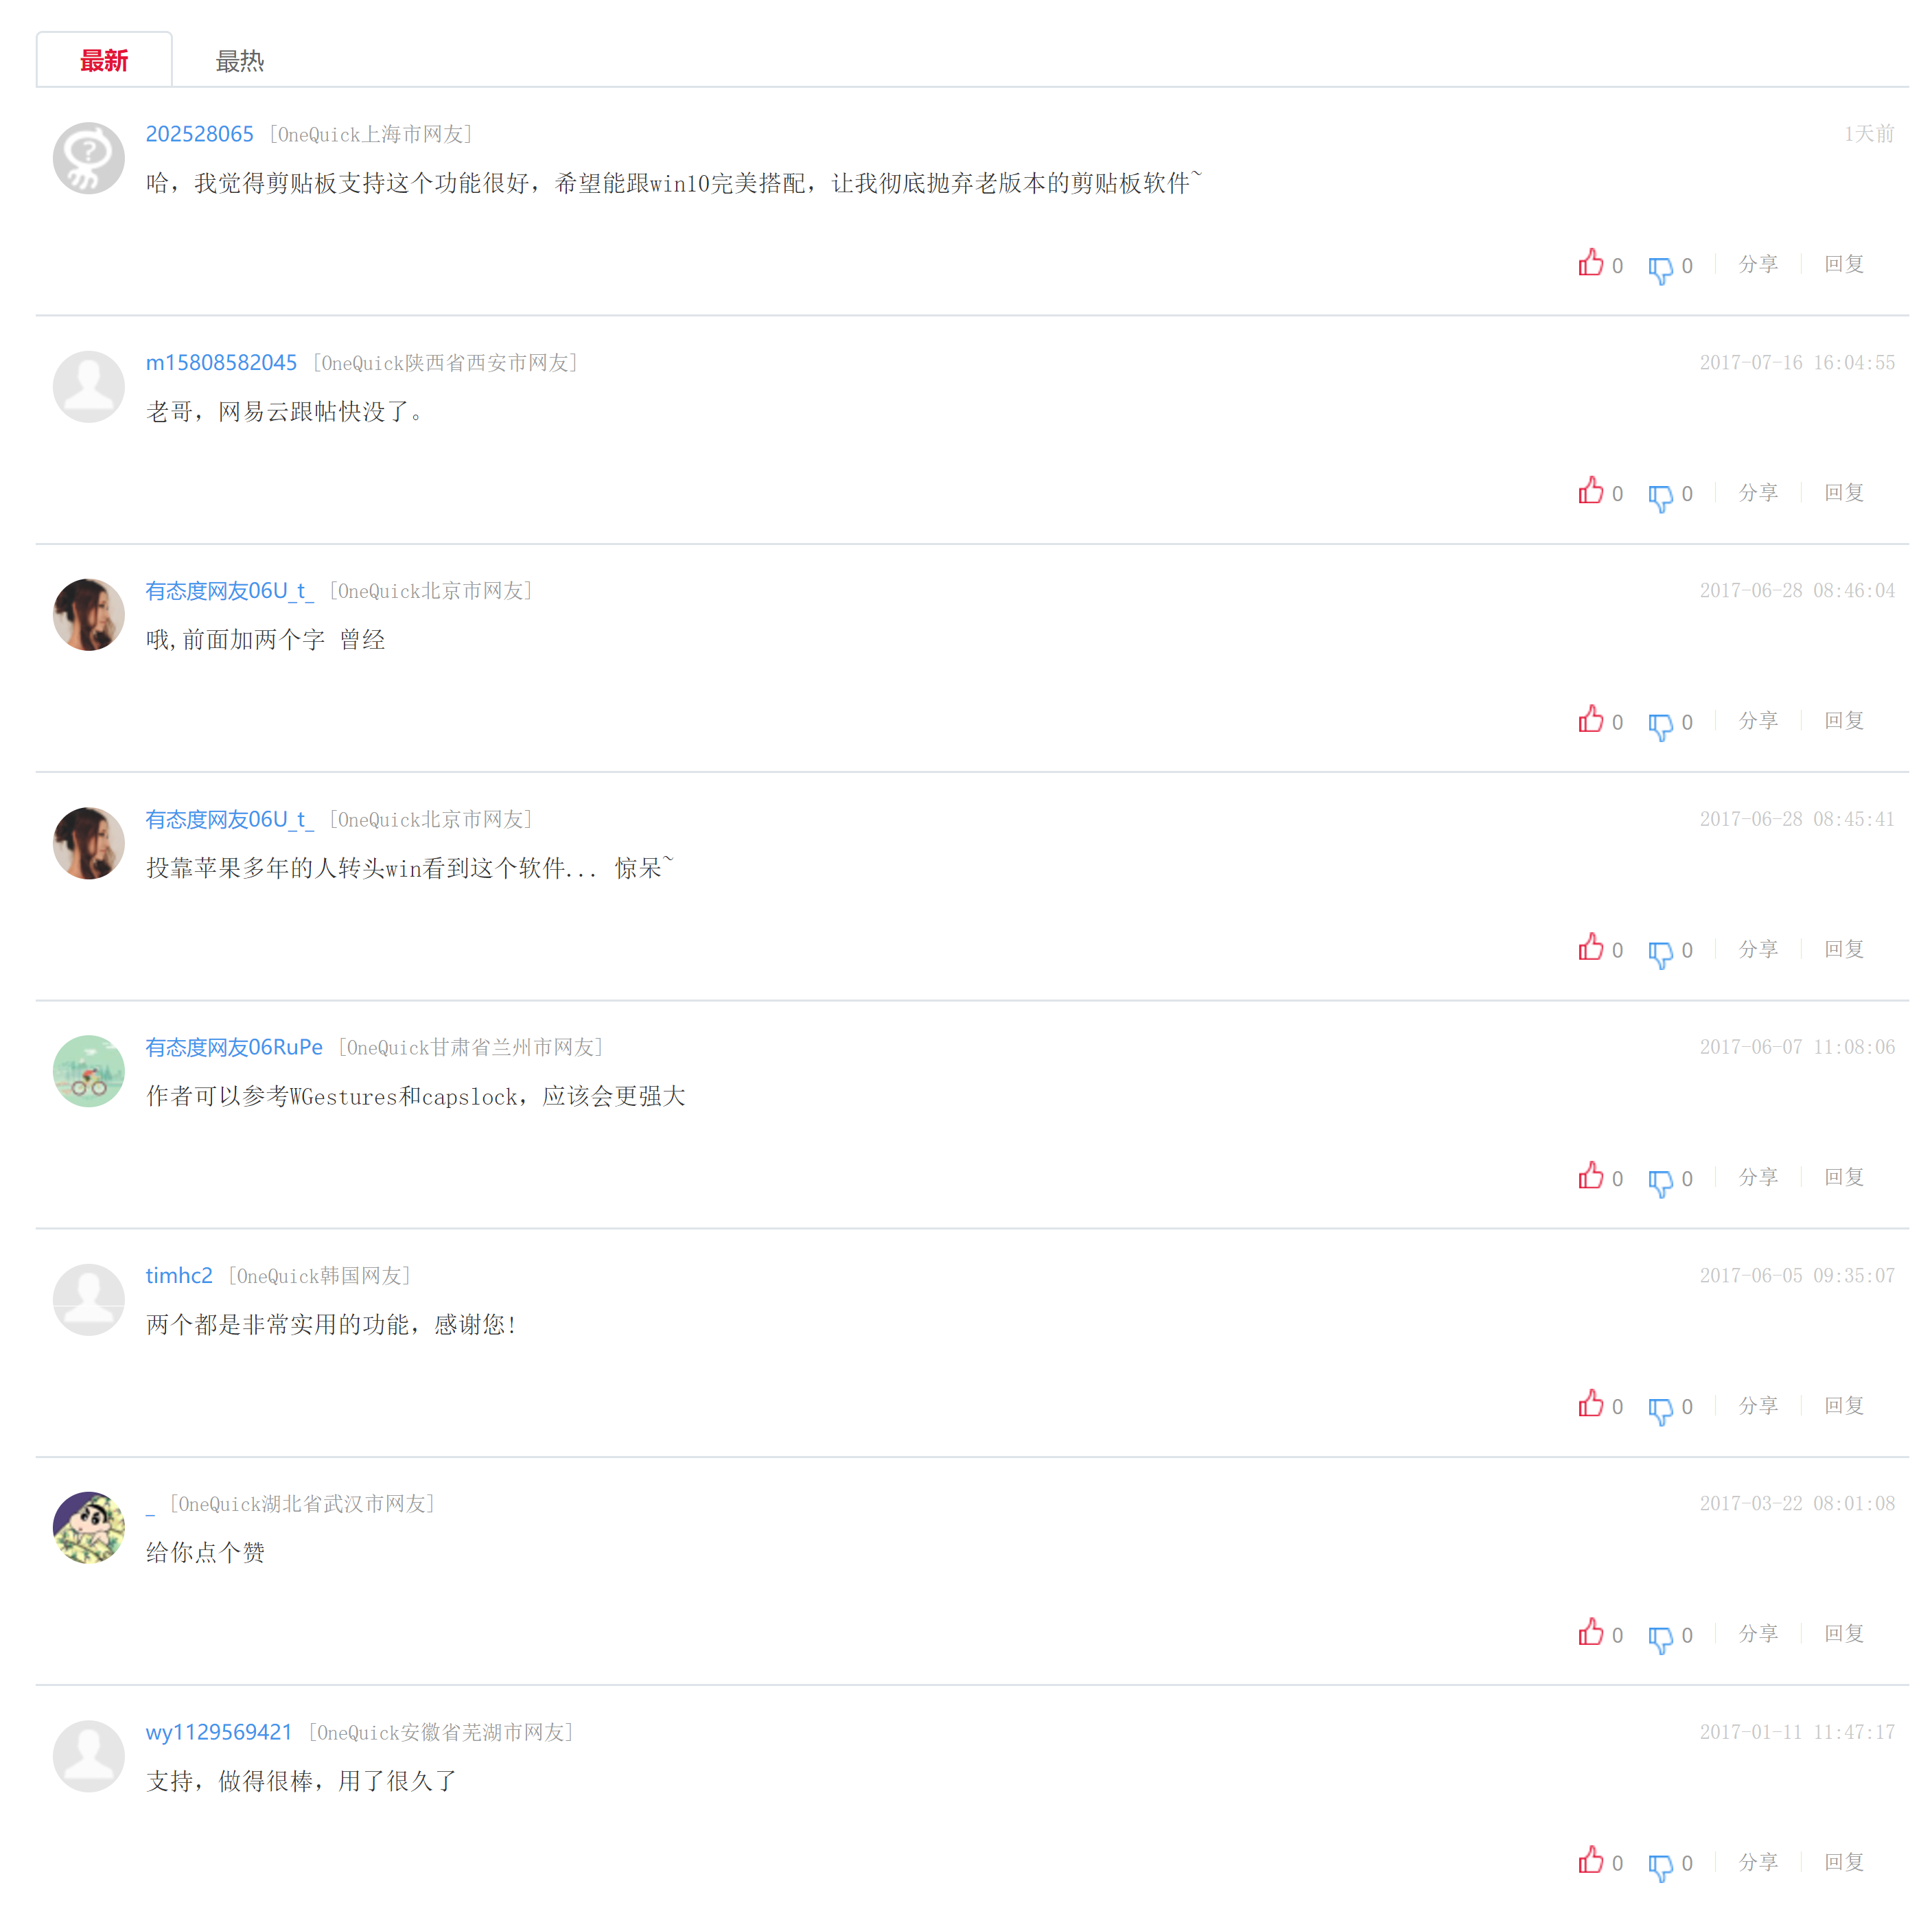 最新 最热
202528065 [OneQuick上海市网友] 1天前
哈，我觉得剪贴板支持这个功能很好，希望能跟win10完美搭配，让我彻底抛弃老版本的剪贴板软件~
0 0 分享 回复
m15808582045 [OneQuick陕西省西安市网友] 2017-07-16 16:04:55
老哥，网易云跟帖快没了。
0 0 分享 回复
有态度网友06U_t_ [OneQuick北京市网友] 2017-06-28 08:46:04
哦,前面加两个字 曾经
0 0 分享 回复
有态度网友06U_t_ [OneQuick北京市网友] 2017-06-28 08:45:41
投靠苹果多年的人转头win看到这个软件... 惊呆~
0 0 分享 回复
有态度网友06RuPe [OneQuick甘肃省兰州市网友] 2017-06-07 11:08:06
作者可以参考WGestures和capslock，应该会更强大
0 0 分享 回复
timhc2 [OneQuick韩国网友] 2017-06-05 09:35:07
两个都是非常实用的功能，感谢您!
0 0 分享 回复
_ [OneQuick湖北省武汉市网友] 2017-03-22 08:01:08
给你点个赞
0 0 分享 回复
wy1129569421 [OneQuick安徽省芜湖市网友] 2017-01-11 11:47:17
支持，做得很棒，用了很久了
0 0 分享 回复